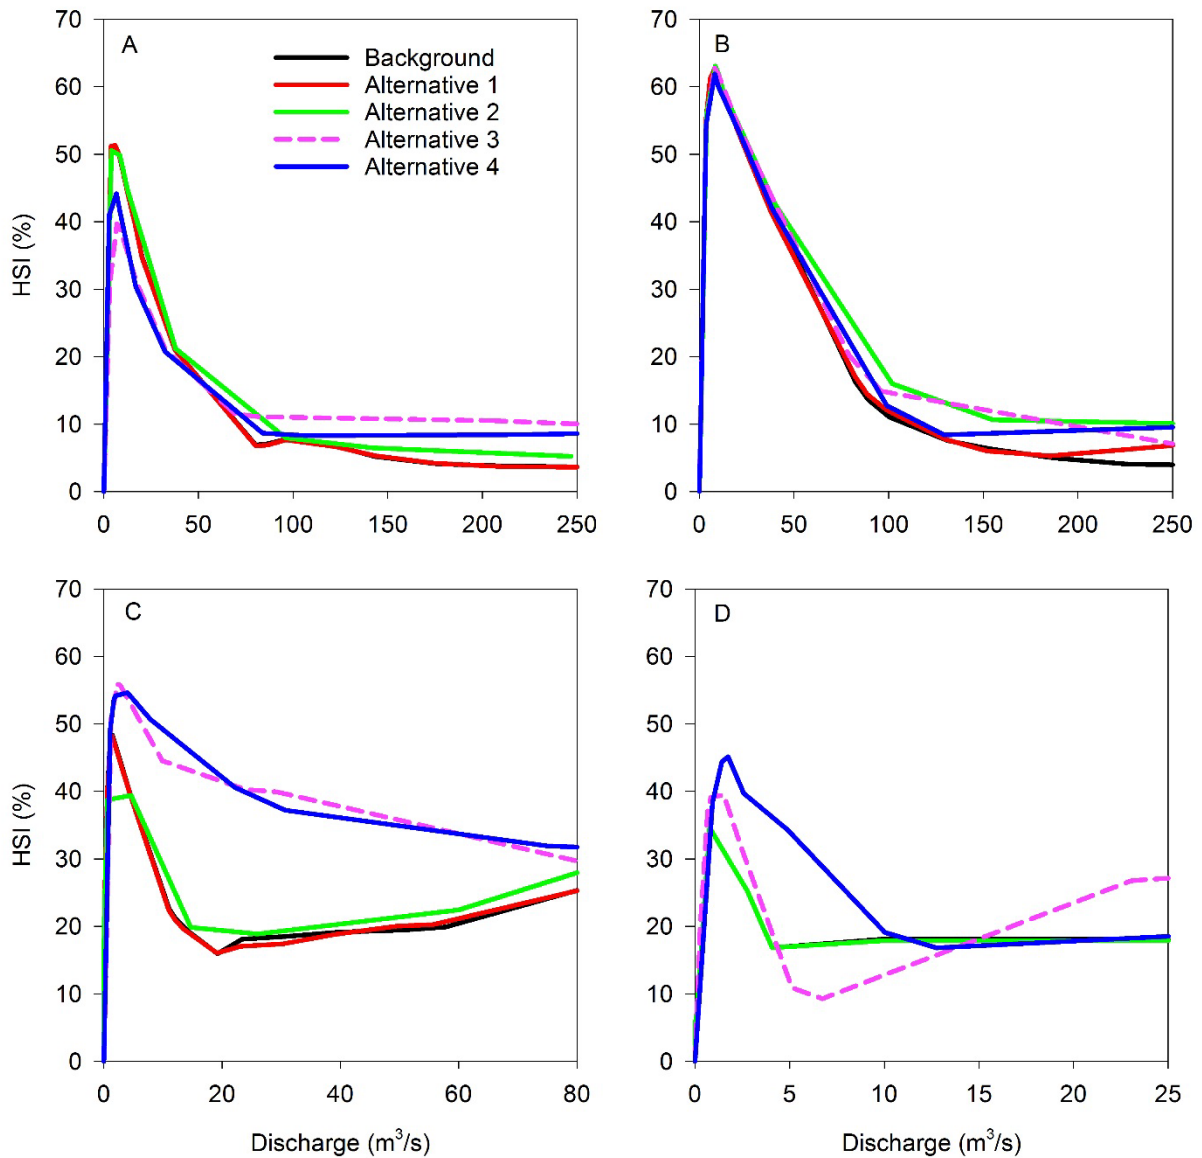 A
Background
Alternative 1
Alternative 2
Alternative 3
Alternative 4
HSI (%)
70
60
50
40
30
20
10
0
0 50 100 150 200 250
B
70
60
50
40
30
20
10
0
0 50 100 150 200 250
C
HSI (%)
70
60
50
40
30
20
10
0
0 20 40 60 80
Discharge (m³/s)
D
70
60
50
40
30
20
10
0
0 5 10 15 20 25
Discharge (m³/s)